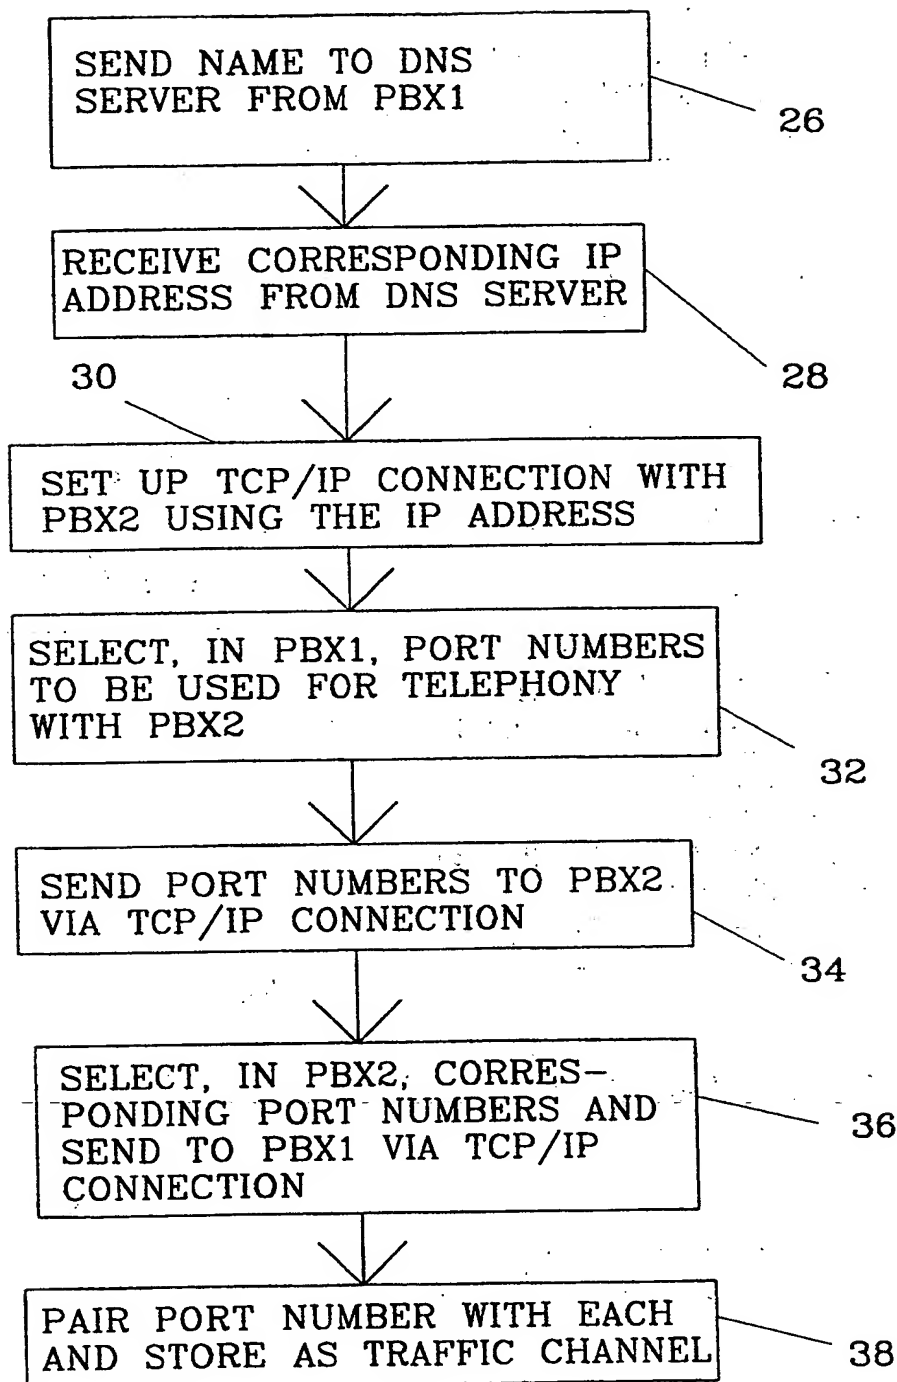 SEND NAME TO DNS
SERVER FROM PBX1
26
RECEIVE CORRESPONDING IP
ADDRESS FROM DNS SERVER
28
30
SET UP TCP/IP CONNECTION WITH
PBX2 USING THE IP ADDRESS
SELECT, IN PBX1, PORT NUMBERS
TO BE USED FOR TELEPHONY
WITH PBX2
32
SEND PORT NUMBERS TO PBX2
VIA TCP/IP CONNECTION
34
SELECT, IN PBX2, CORRES-
PONDING PORT NUMBERS AND
SEND TO PBX1 VIA TCP/IP
CONNECTION
36
PAIR PORT NUMBER WITH EACH
AND STORE AS TRAFFIC CHANNEL
38